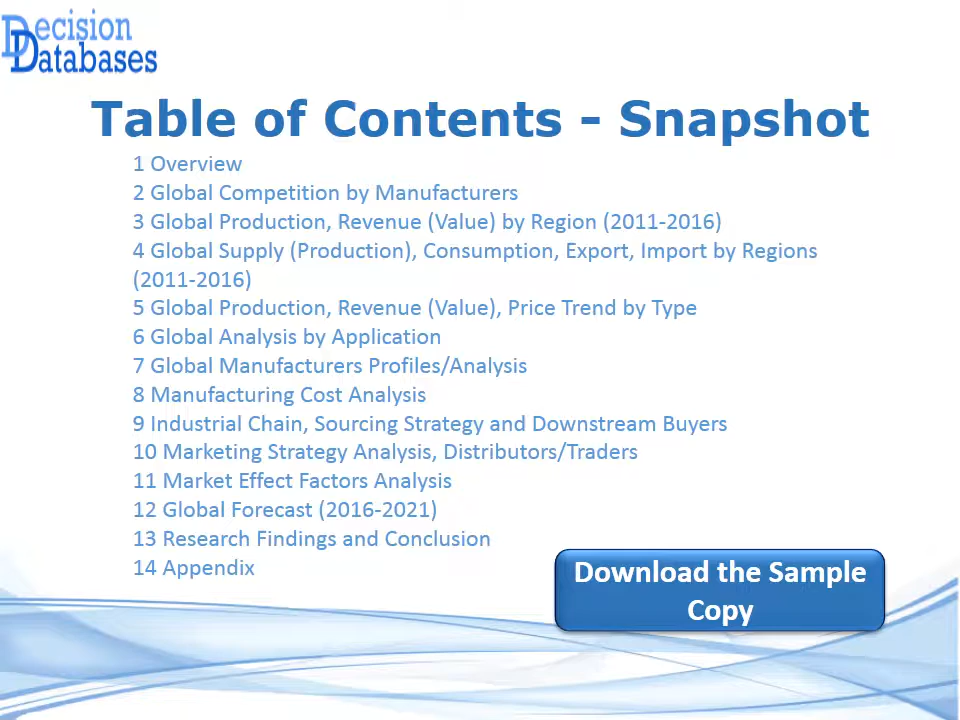 Decision
Databases
Table of Contents - Snapshot
1 Overview
2 Global Competition by Manufacturers
3 Global Production, Revenue (Value) by Region (2011-2016)
4 Global Supply (Production), Consumption, Export, Import by Regions
(2011-2016)
5 Global Production, Revenue (Value), Price Trend by Type
6 Global Analysis by Application
7 Global Manufacturers Profiles/Analysis
8 Manufacturing Cost Analysis
9 Industrial Chain, Sourcing Strategy and Downstream Buyers
10 Marketing Strategy Analysis, Distributors/Traders
11 Market Effect Factors Analysis
12 Global Forecast (2016-2021)
13 Research Findings and Conclusion
14 Appendix
Download the Sample
Copy